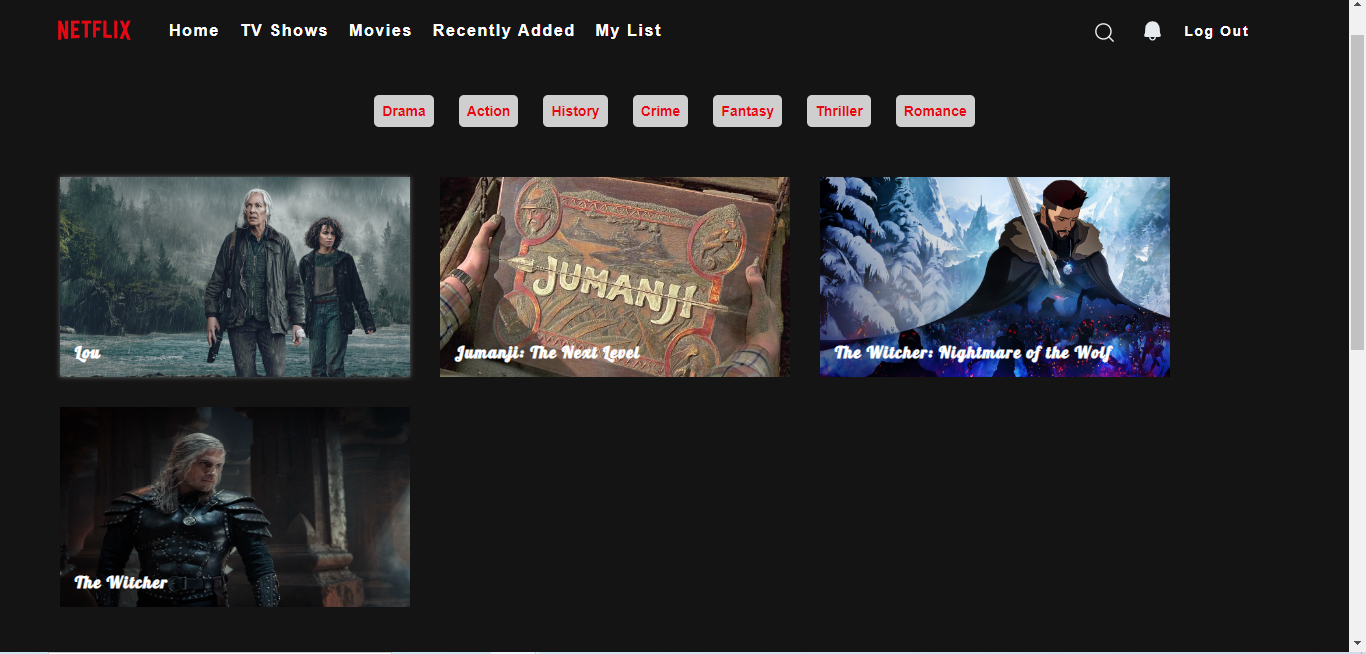 NETFLIX Home TV Shows Movies Recently Added My List Log Out
Drama Action History Crime Fantasy Thriller Romance
JUMANJI
Lou
Jumanji: The Next Level
The Witcher: Nightmare of the Wolf
The Witcher